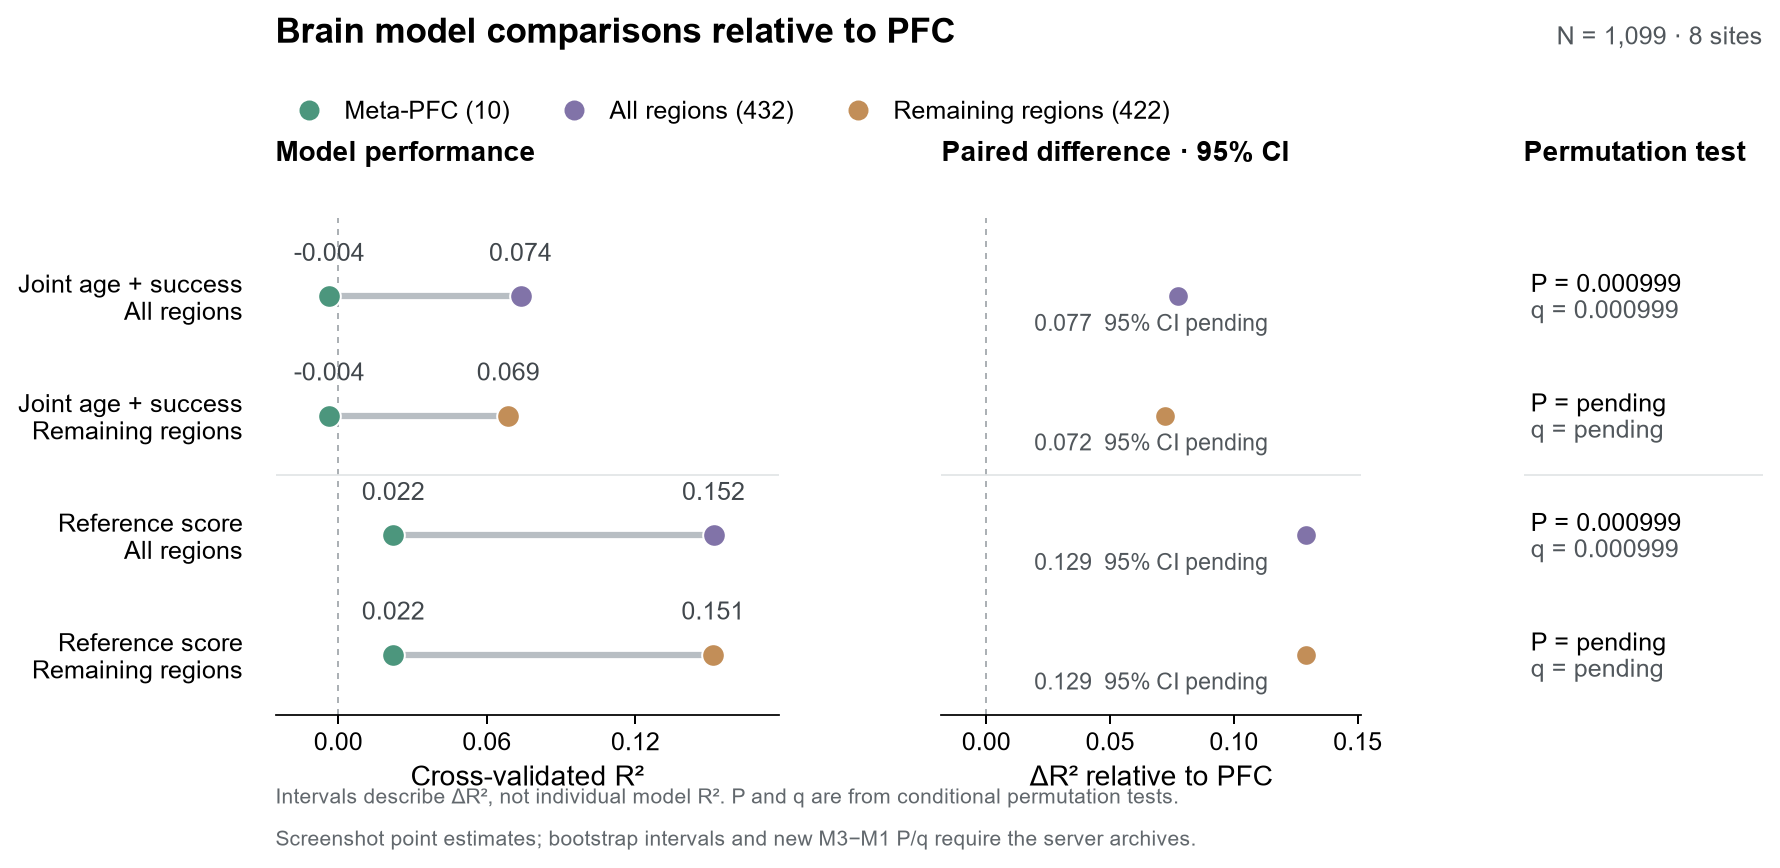 Brain model comparisons relative to PFC
N = 1,099 · 8 sites
Meta-PFC (10)
All regions (432)
Remaining regions (422)
Model performance
Paired difference · 95% CI
Permutation test
-0.004
0.074
Joint age + success
All regions
0.077 95% CI pending
P = 0.000999
q = 0.000999
-0.004
0.069
Joint age + success
Remaining regions
0.072 95% CI pending
P = pending
q = pending
0.022
0.152
Reference score
All regions
0.129 95% CI pending
P = 0.000999
q = 0.000999
0.022
0.151
Reference score
Remaining regions
0.129 95% CI pending
P = pending
q = pending
0.00
0.06
0.12
Cross-validated R²
0.00
0.05
0.10
0.15
ΔR² relative to PFC
Intervals describe ΔR², not individual model R². P and q are from conditional permutation tests.
Screenshot point estimates; bootstrap intervals and new M3−M1 P/q require the server archives.